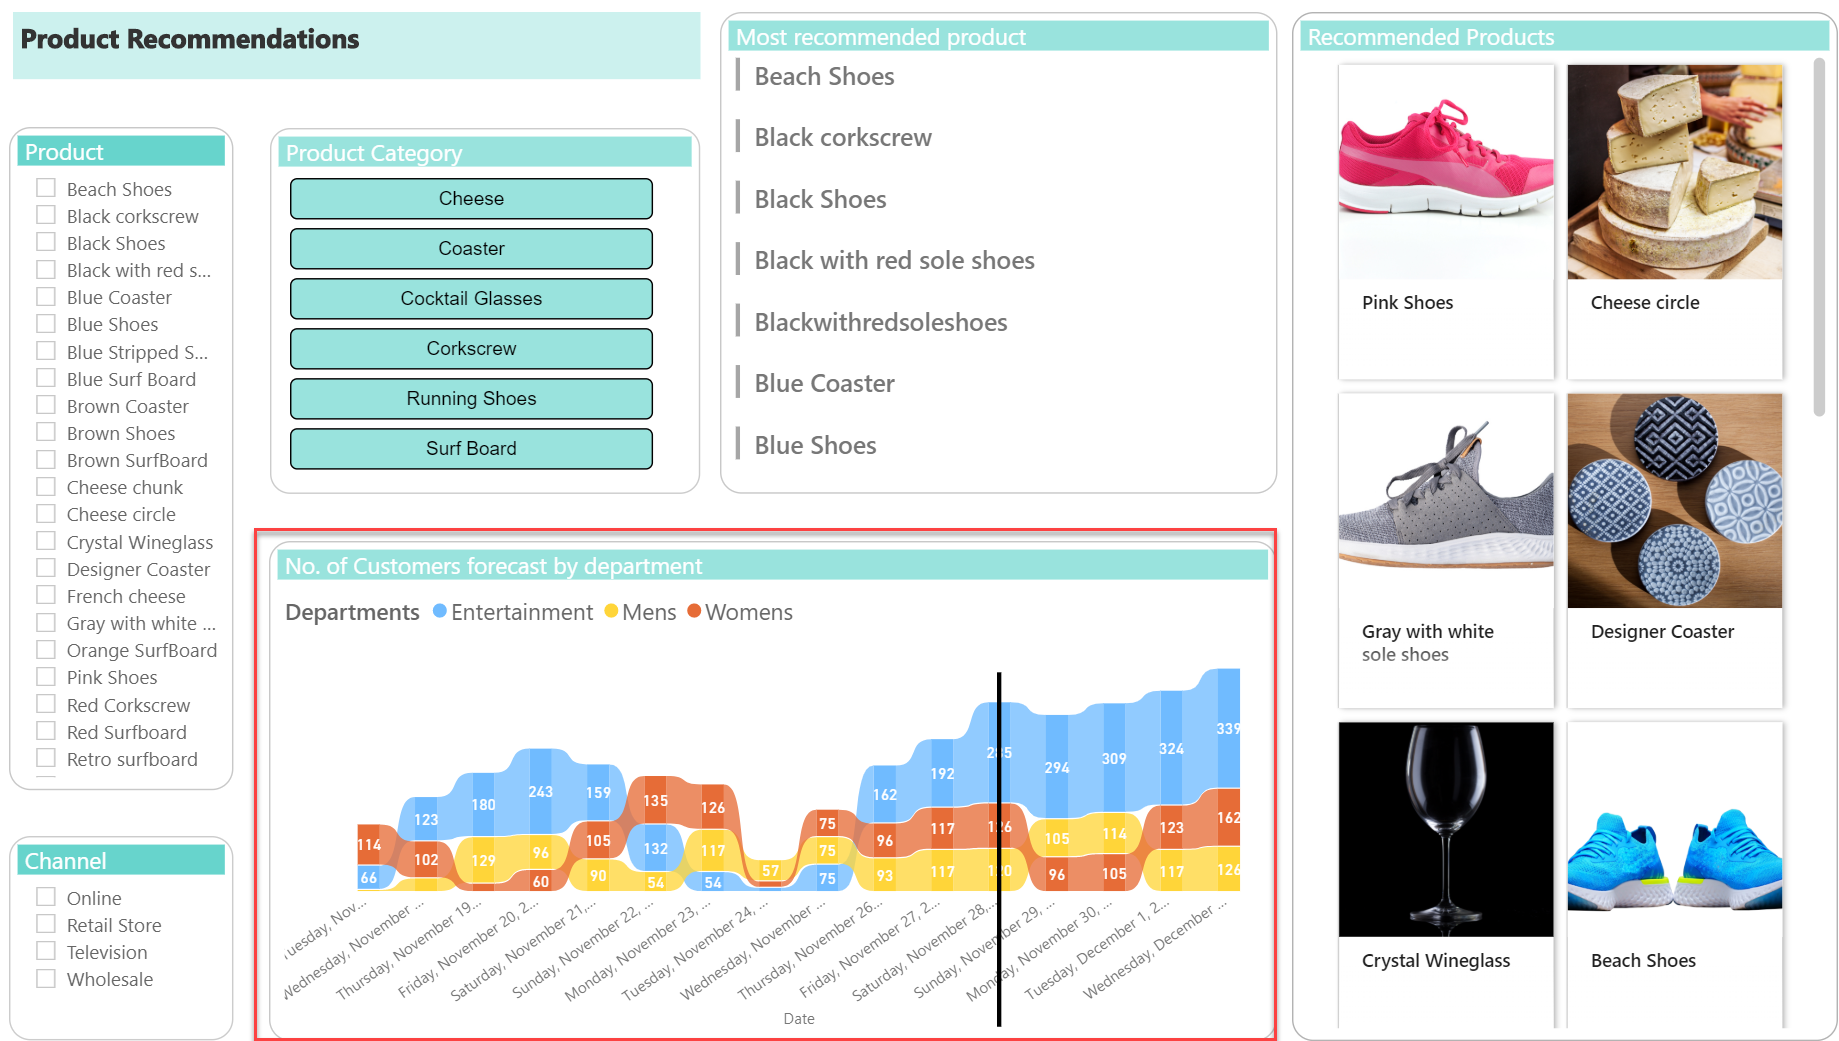 Product Recommendations
Product
Beach Shoes
Black corkscrew
Black Shoes
Black with red s...
Blue Coaster
Blue Shoes
Blue Stripped S...
Blue Surf Board
Brown Coaster
Brown Shoes
Brown SurfBoard
Cheese chunk
Cheese circle
Crystal Wineglass
Designer Coaster
French cheese
Gray with white ...
Orange SurfBoard
Pink Shoes
Red Corkscrew
Red Surfboard
Retro surfboard
Channel
Online
Retail Store
Television
Wholesale
Product Category
Cheese
Coaster
Cocktail Glasses
Corkscrew
Running Shoes
Surf Board
Most recommended product
Beach Shoes
Black corkscrew
Black Shoes
Black with red sole shoes
Blackwithredsoleshoes
Blue Coaster
Blue Shoes
No. of Customers forecast by department
Departments Entertainment Mens Womens
114
66
123
102
180
129
243
96
60
159
105
90
135
132
54
126
117
54
57
75
75
75
162
96
93
192
117
117
285
126
120
294
105
96
309
114
105
324
123
117
339
162
126
Tuesday, Nov...
Wednesday, November ...
Thursday, November 19...
Friday, November 20, 2...
Saturday, November 21,...
Sunday, November 22, ...
Monday, November 23, ...
Tuesday, November 24, ...
Wednesday, November ...
Thursday, November 26...
Friday, November 27, 2...
Saturday, November 28,...
Sunday, November 29, ...
Monday, November 30, ...
Tuesday, December 1, 2...
Wednesday, December ...
Date
Recommended Products
Pink Shoes
Cheese circle
Gray with white
sole shoes
Designer Coaster
Crystal Wineglass
Beach Shoes